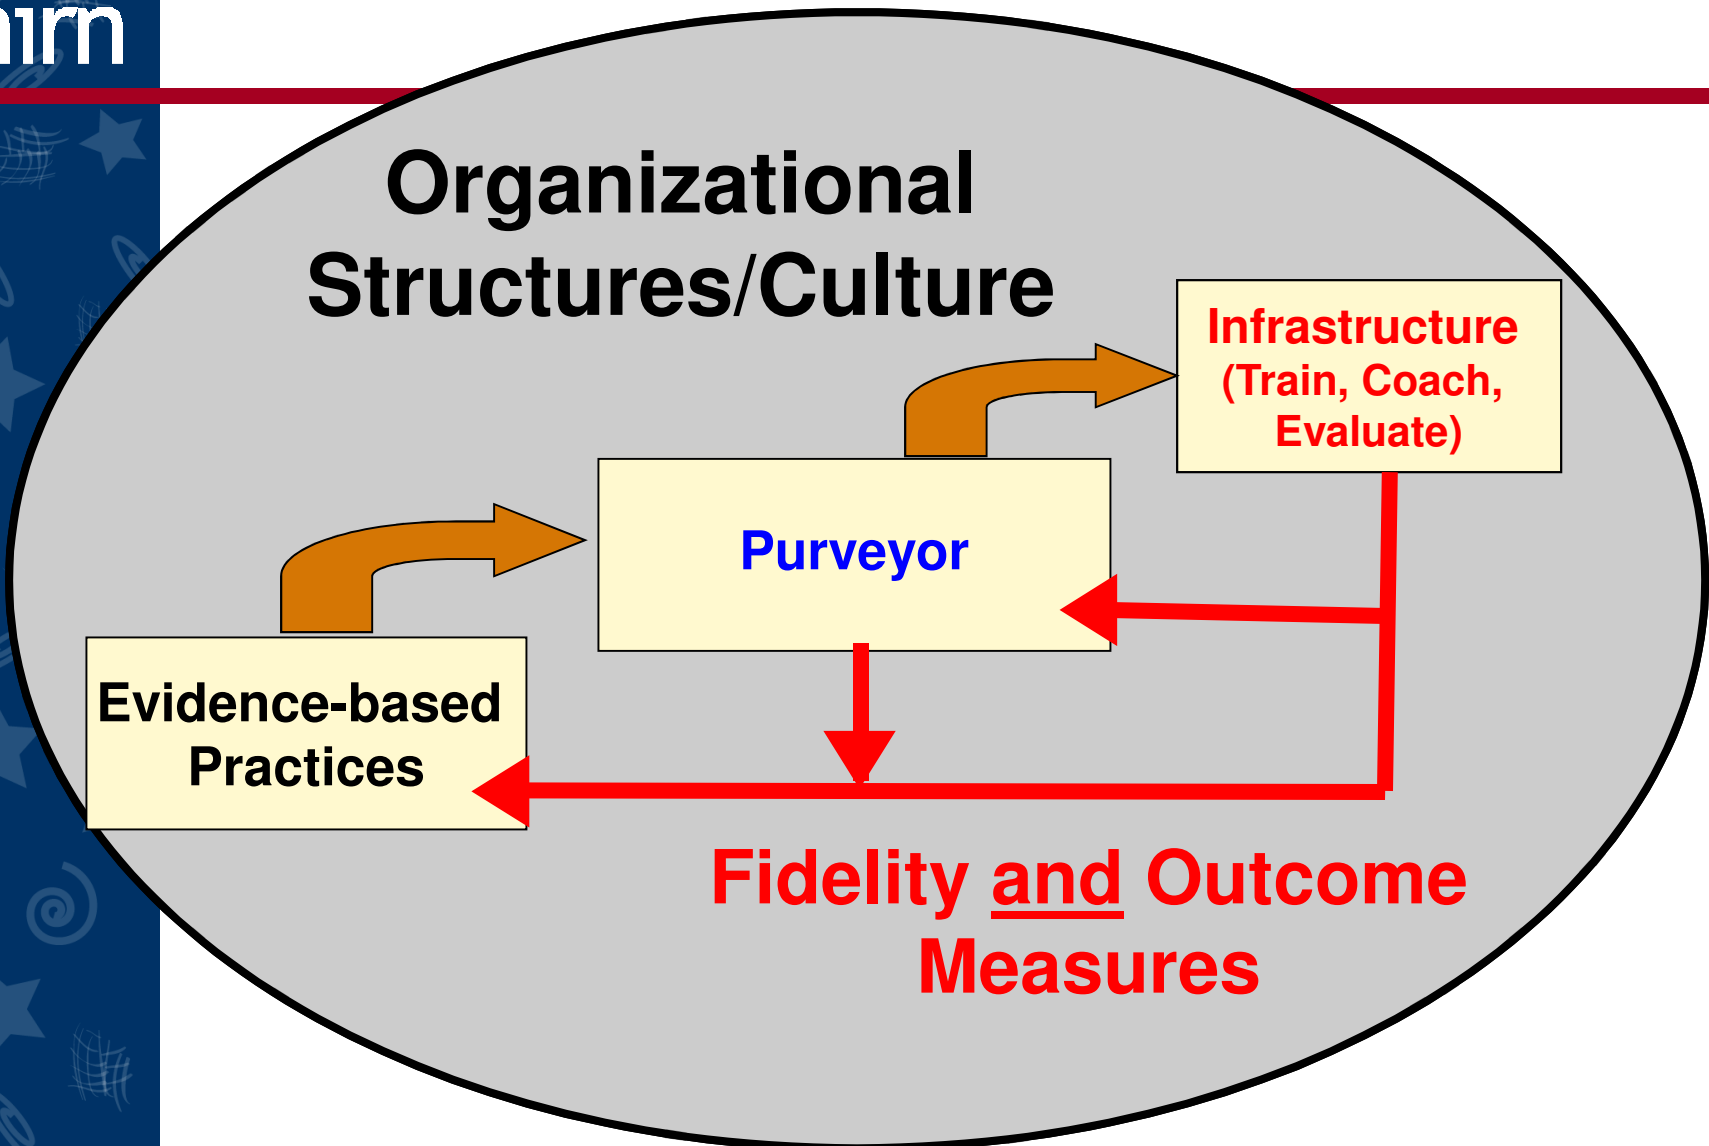 Organizational
Structures/Culture
Infrastructure
(Train, Coach,
Evaluate)
Purveyor
Evidence-based
Practices
Fidelity and Outcome
Measures